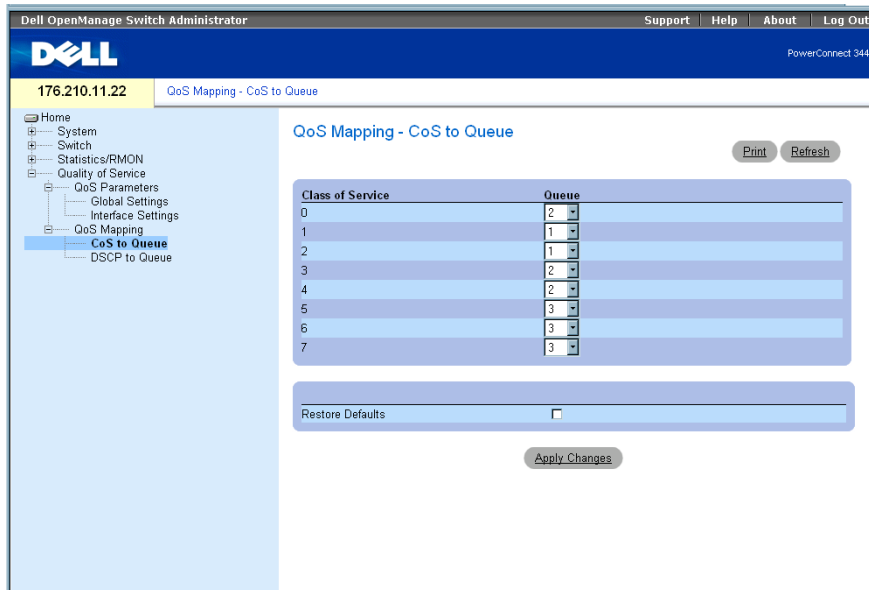 Dell OpenManage Switch Administrator Support Help About Log Out
DELL
PowerConnect 344
176.210.11.22 QoS Mapping - CoS to Queue
Home
System
Switch
Statistics/RMON
Quality of Service
QoS Parameters
Global Settings
Interface Settings
QoS Mapping
CoS to Queue
DSCP to Queue
QoS Mapping - CoS to Queue
Print Refresh
Class of Service Queue
0 2
1 1
2 1
3 2
4 2
5 3
6 3
7 3
Restore Defaults
Apply Changes